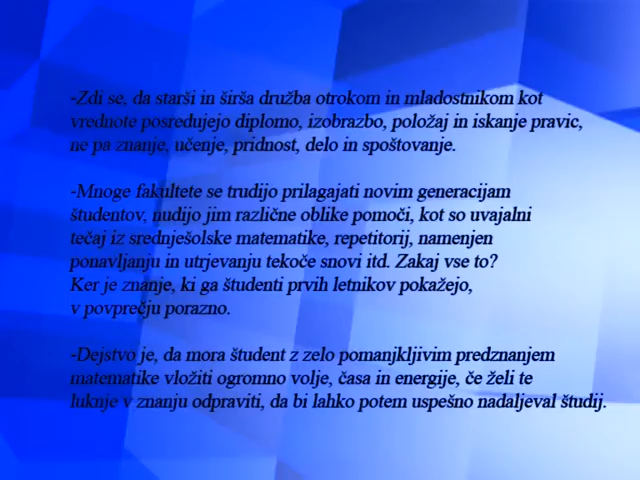 -Zdi se, da starši in širša družba otrokom in mladostnikom kot
vrednote posredujejo diplomo, izobrazbo, položaj in iskanje pravic,
ne pa znanje, učenje, pridnost, delo in spoštovanje.
-Mnoge fakultete se trudijo prilagajati novim generacijam
študentov, nudijo jim različne oblike pomoči, kot so uvajalni
tečaj iz srednješolske matematike, repetitorij, namenjen
ponavljanju in utrjevanju tekoče snovi itd. Zakaj vse to?
Ker je znanje, ki ga študenti prvih letnikov pokažejo,
v povprečju porazno.
-Dejstvo je, da mora študent z zelo pomanjkljivim predznanjem
matematike vložiti ogromno volje, časa in energije, če želi te
luknje v znanju odpraviti, da bi lahko potem uspešno nadaljeval študij.